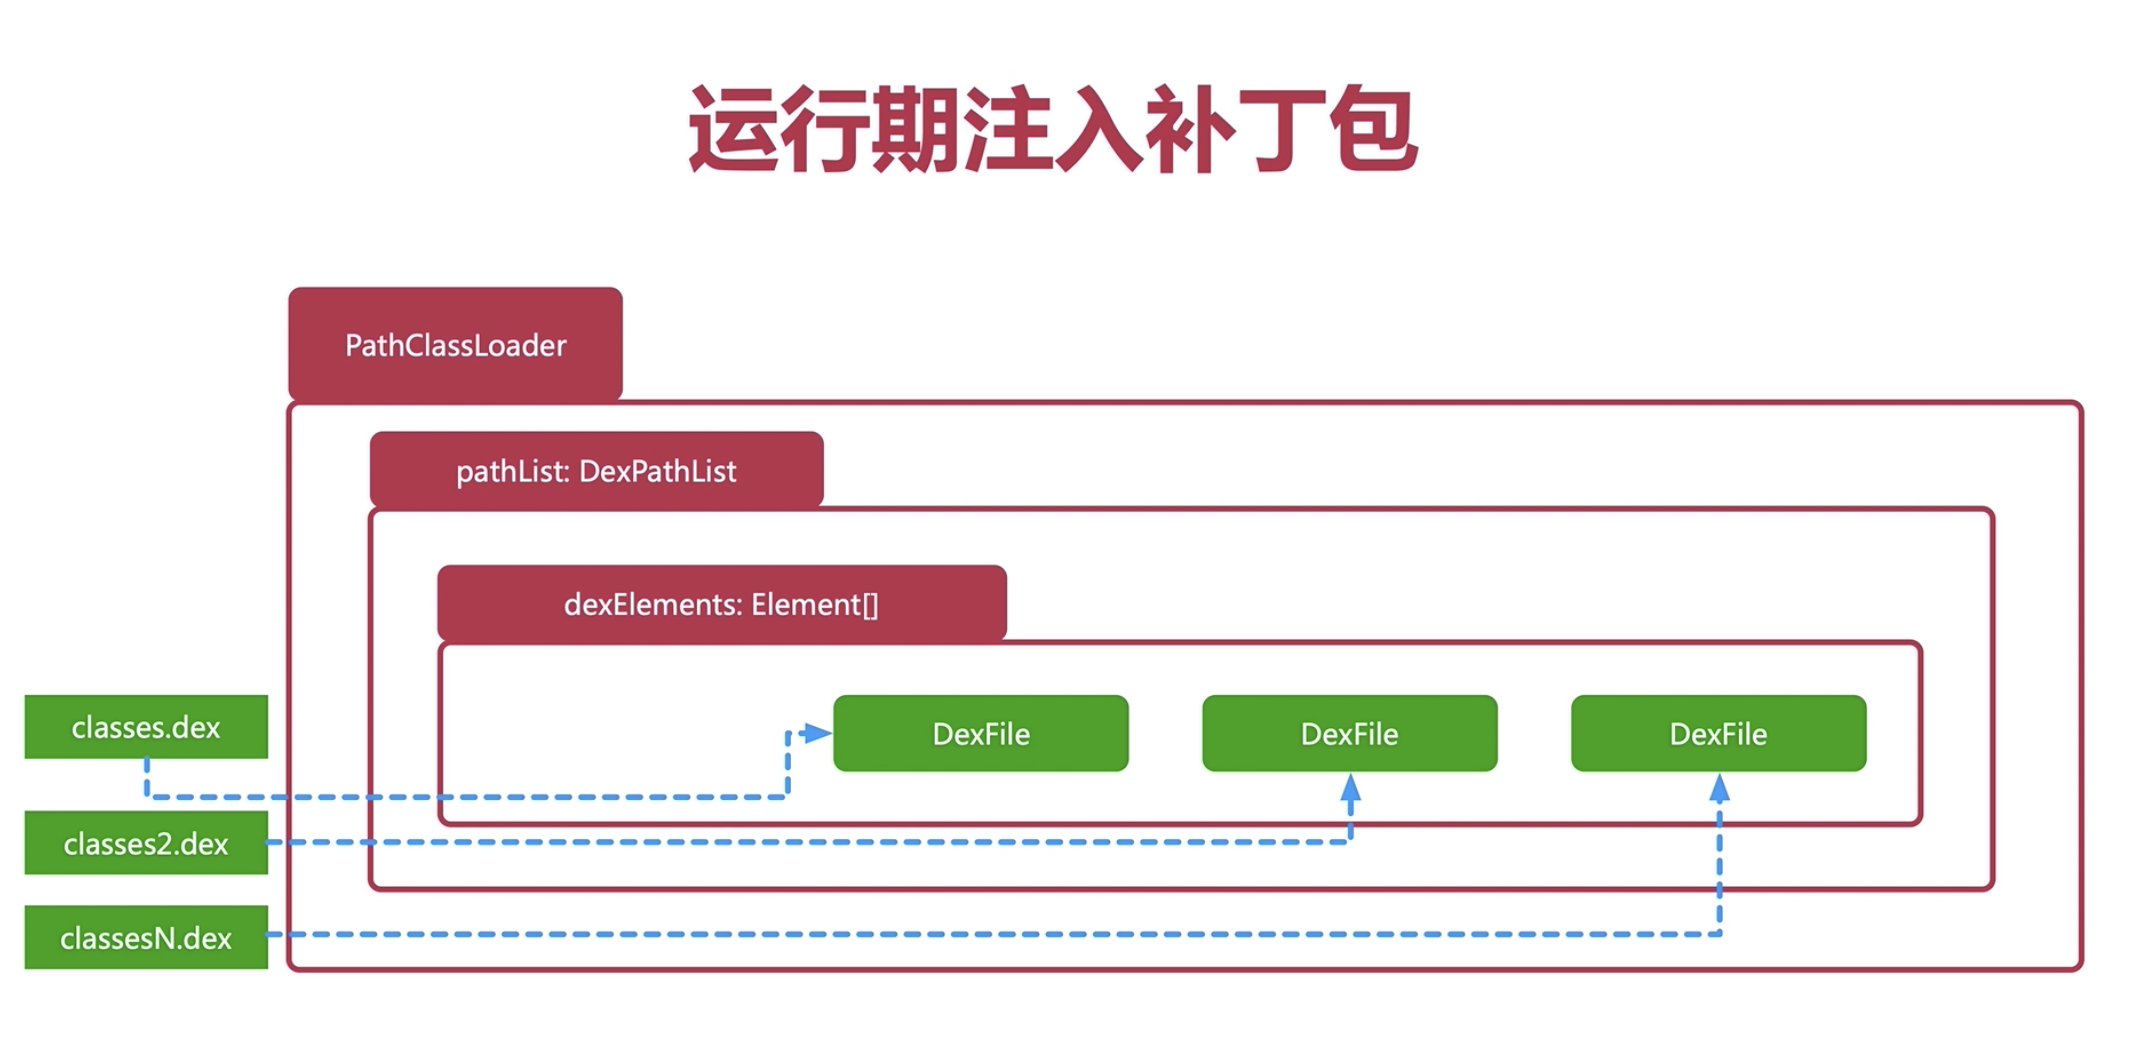 运行期注入补丁包
PathClassLoader
pathList: DexPathList
dexElements: Element[]
classes.dex
DexFile
DexFile
DexFile
classes2.dex
classesN.dex